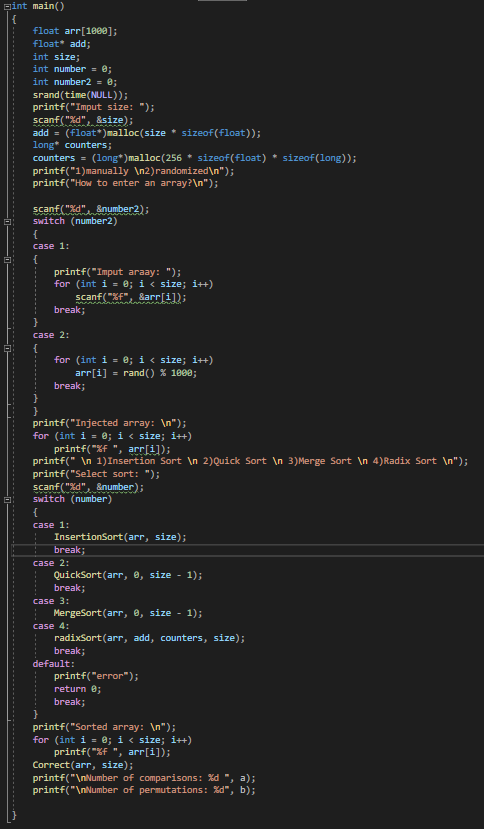 int main()
{
float arr[1000];
float* add;
int size;
int number = 0;
int number2 = 0;
srand(time(NULL));
printf("Imput size: ");
scanf("%d", &size);
add = (float*)malloc(size * sizeof(float));
long* counters;
counters = (long*)malloc(256 * sizeof(float) * sizeof(long));
printf("1)manually \n2)randomized\n");
printf("How to enter an array?\n");
scanf("%d", &number2);
switch (number2)
{
case 1:
{
printf("Imput araay: ");
for (int i = 0; i < size; i++)
scanf("%f", &arr[i]);
break;
}
case 2:
{
for (int i = 0; i < size; i++)
arr[i] = rand() % 1000;
break;
}
}
printf("Injected array: \n");
for (int i = 0; i < size; i++)
printf("%f ", arr[i]);
printf(" \n 1)Insertion Sort \n 2)Quick Sort \n 3)Merge Sort \n 4)Radix Sort \n");
printf("Select sort: ");
scanf("%d", &number);
switch (number)
{
case 1:
InsertionSort(arr, size);
break;
case 2:
QuickSort(arr, 0, size - 1);
break;
case 3:
MergeSort(arr, 0, size - 1);
case 4:
radixSort(arr, add, counters, size);
break;
default:
printf("error");
return 0;
break;
}
printf("Sorted array: \n");
for (int i = 0; i < size; i++)
printf("%f ", arr[i]);
Correct(arr, size);
printf("\nNumber of comparisons: %d ", a);
printf("\nNumber of permutations: %d", b);
}